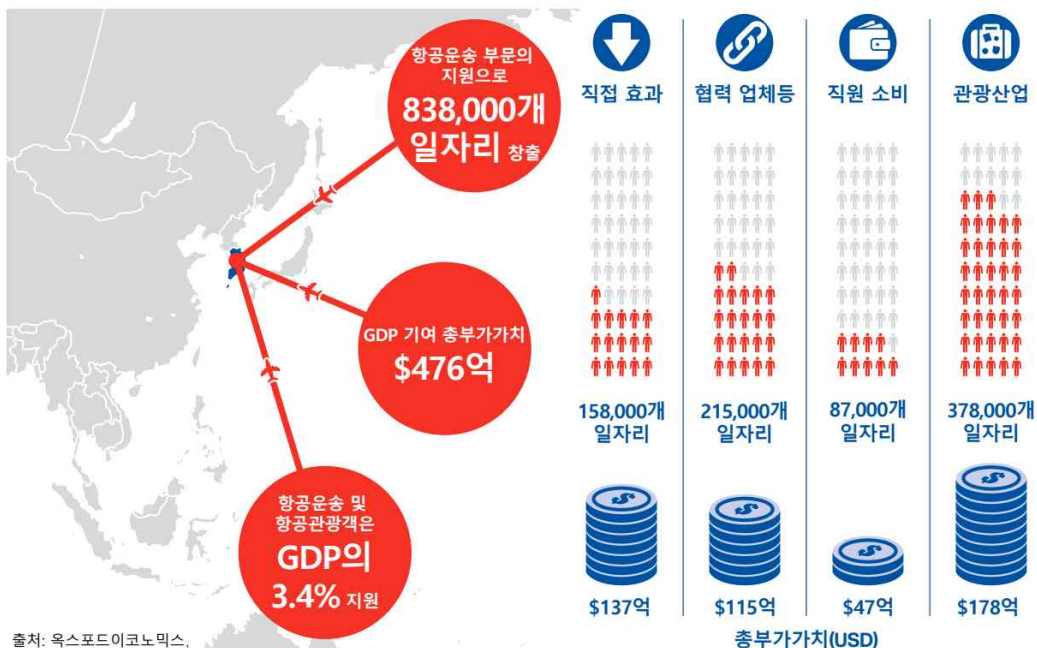 항공운송 부문의
지원으로
838,000개
일자리 창출
GDP 기여 총부가가치
$476억
항공운송 및
항공관광객은
GDP의
3.4% 지원
출처: 옥스포드이코노믹스,
직접 효과
협력 업체등
직원 소비
관광산업
158,000개
일자리
215,000개
일자리
87,000개
일자리
378,000개
일자리
$137억
$115억
$47억
$178억
총부가가치(USD)